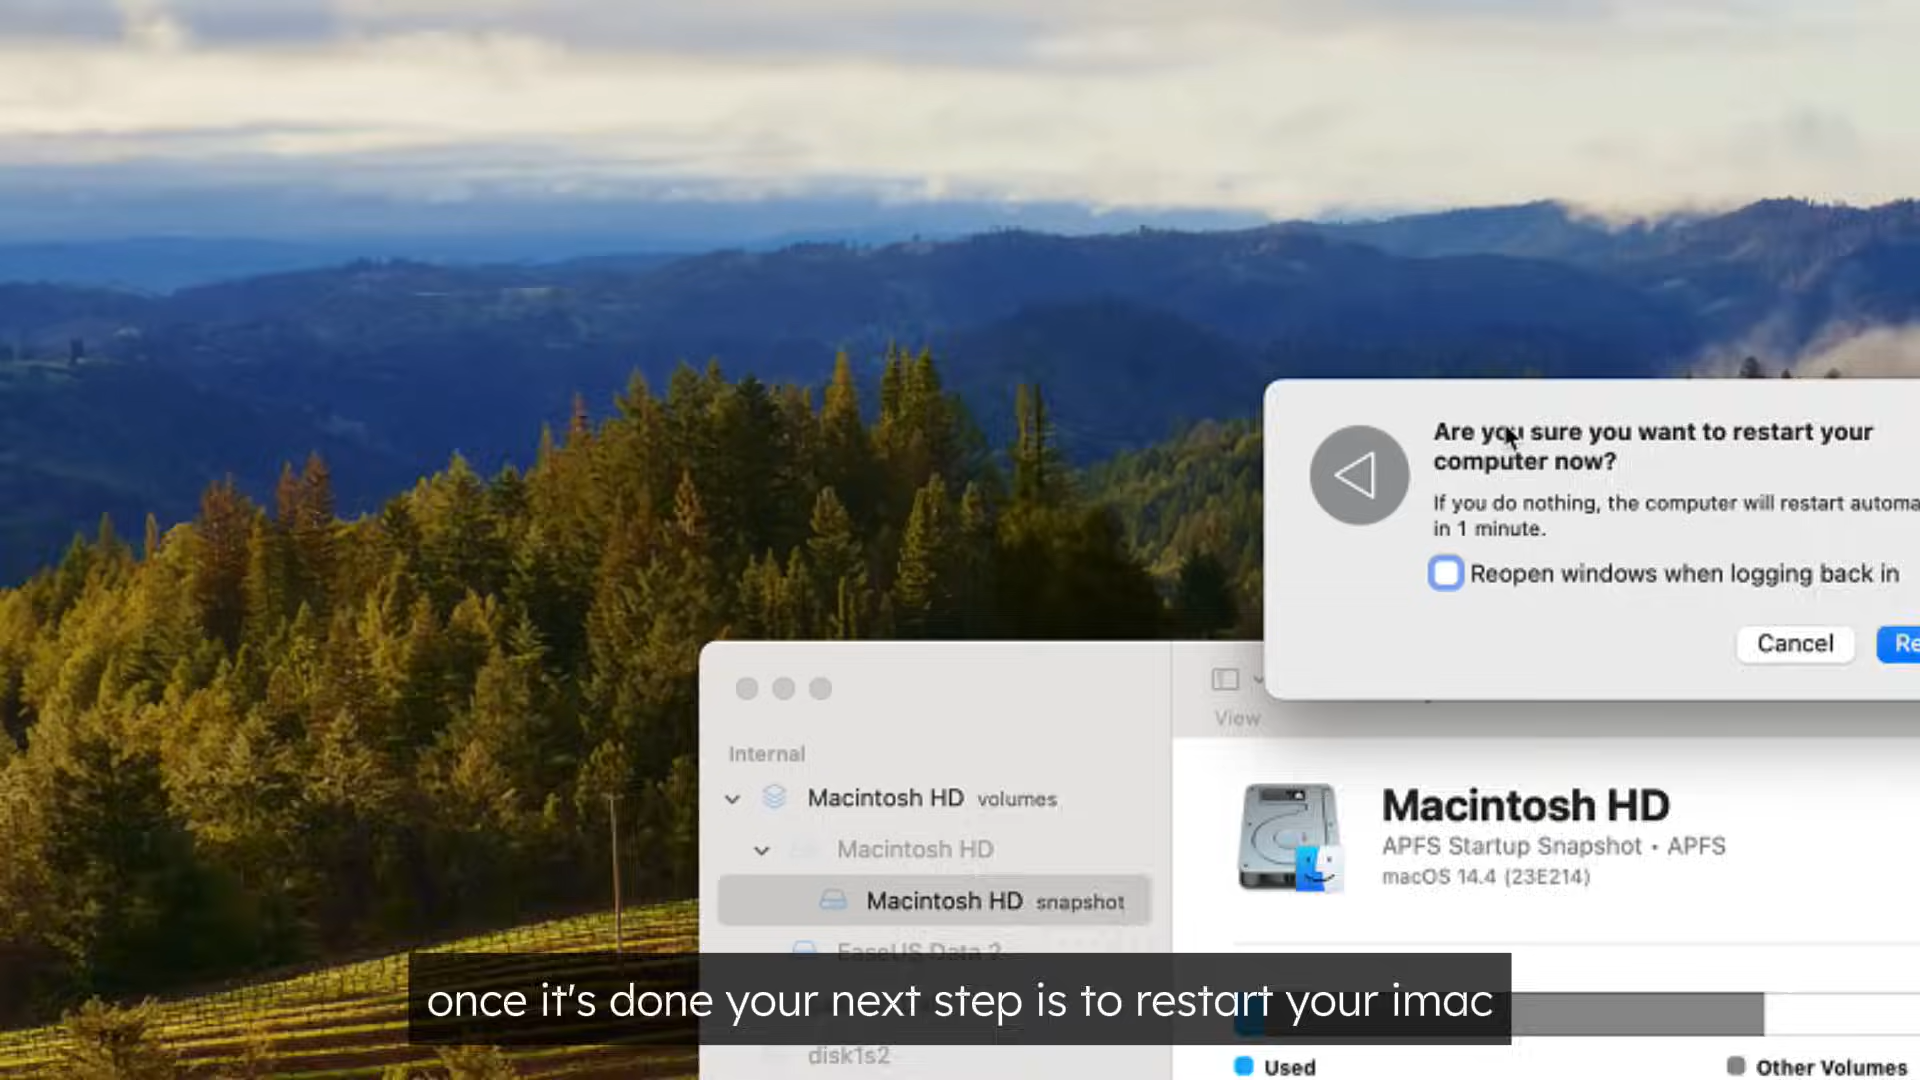 Are you sure you want to restart your
computer now?
If you do nothing, the computer will restart
in 1 minute.
Reopen windows when logging back in
Cancel
View
Internal
Macintosh HD volumes
Macintosh HD
Macintosh HD snapshot
EaseUS Data 2
disk1s2
Macintosh HD
APFS Startup Snapshot • APFS
macOS 14.4 (23E214)
Used
Other Volumes
once it's done your next step is to restart your imac